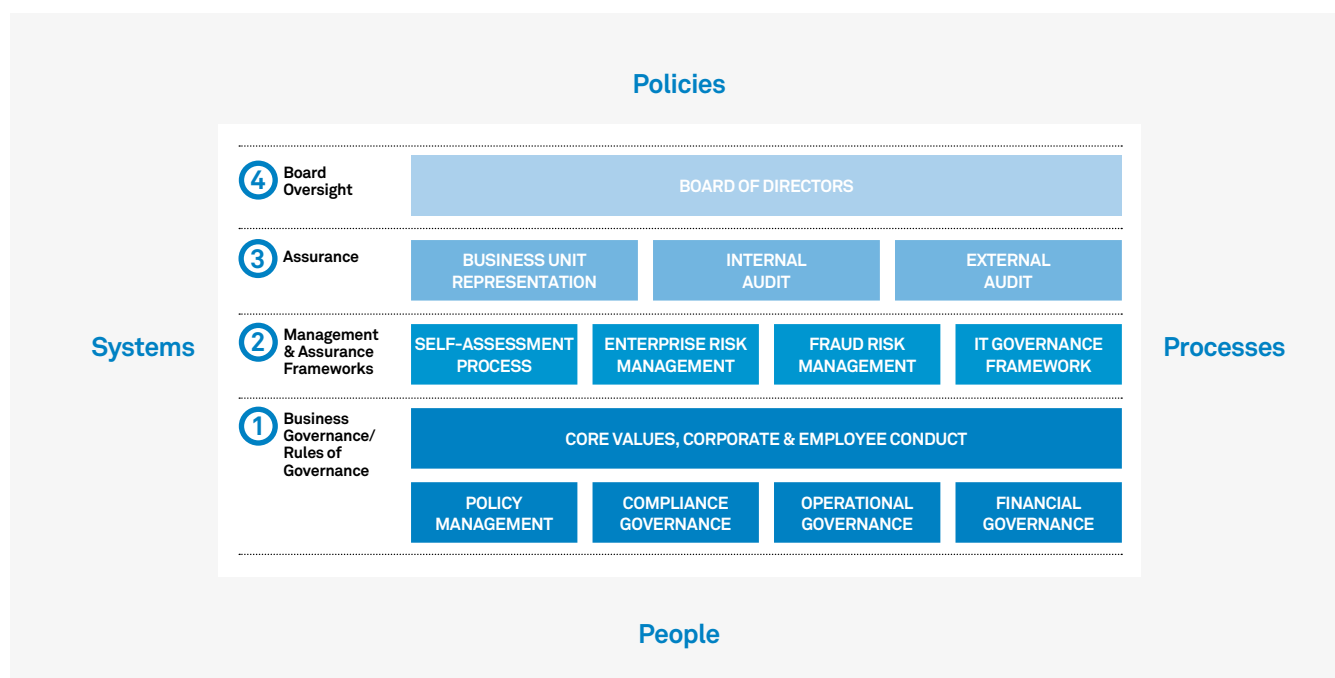 Policies
4
Board
Oversight
BOARD OF DIRECTORS
3
Assurance
BUSINESS UNIT
REPRESENTATION
INTERNAL
AUDIT
EXTERNAL
AUDIT
Systems
2
Management
& Assurance
Frameworks
SELF-ASSESSMENT
PROCESS
ENTERPRISE RISK
MANAGEMENT
FRAUD RISK
MANAGEMENT
IT GOVERNANCE
FRAMEWORK
Processes
1
Business
Governance/
Rules of
Governance
CORE VALUES, CORPORATE & EMPLOYEE CONDUCT
POLICY
MANAGEMENT
COMPLIANCE
GOVERNANCE
OPERATIONAL
GOVERNANCE
FINANCIAL
GOVERNANCE
People